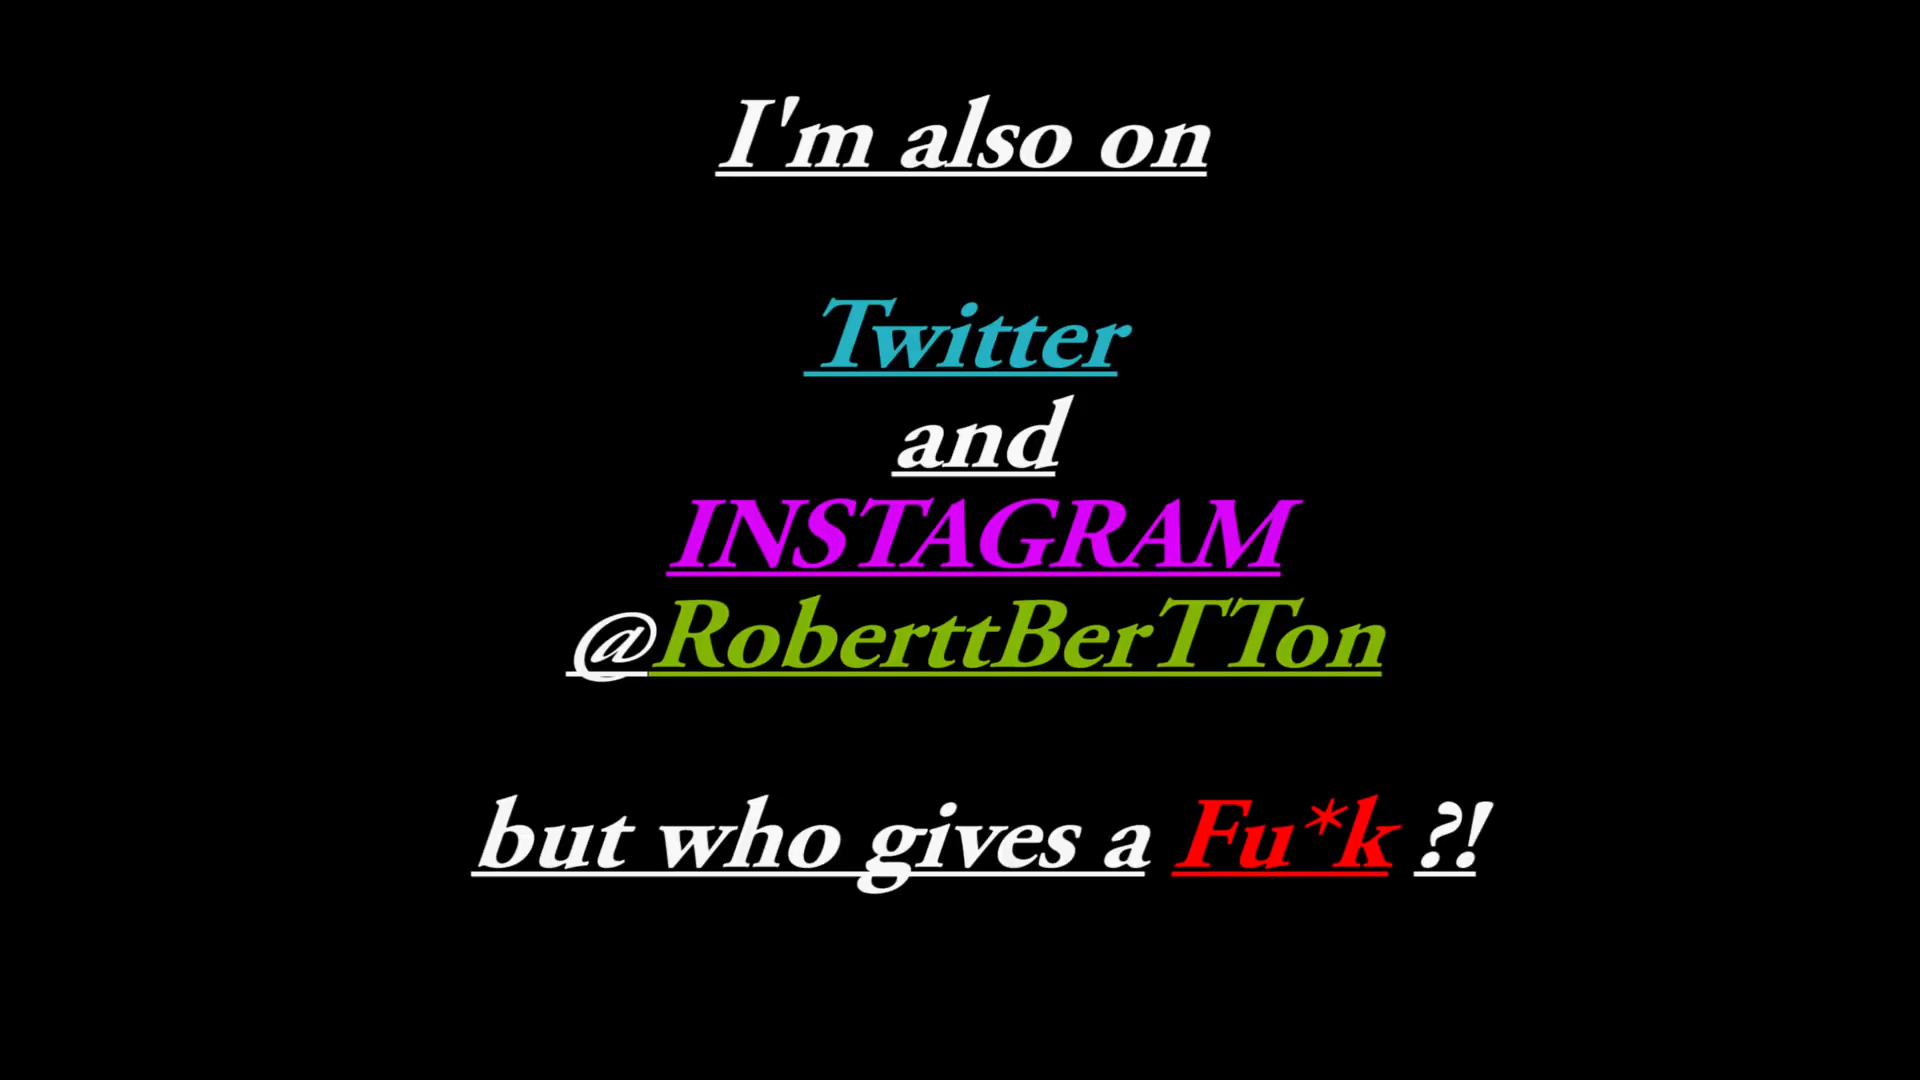 I'm also on
Twitter
and
INSTAGRAM
@RoberttBerTTon
but who gives a Fu*k ?!